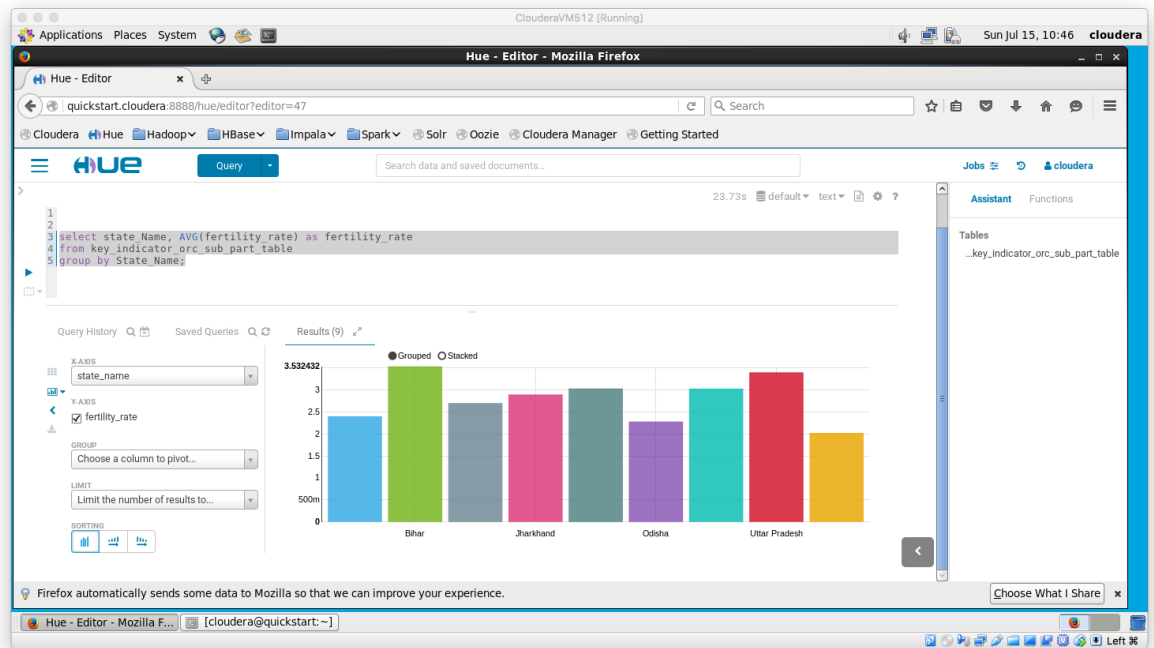 ClouderaVM512 [Running]
Applications Places System Sun Jul 15, 10:46 cloudera
Hue - Editor - Mozilla Firefox
Hue - Editor
quickstart.cloudera:8888/hue/editor?editor=47 Search
Cloudera Hue Hadoop HBase Impala Spark Solr Oozie Cloudera Manager Getting Started
HUE Query Search data and saved documents... Jobs cloudera
23.73s default text ?
Assistant Functions
1
2
3 select state_Name, AVG(fertility_rate) as fertility_rate
4 from key_indicator_orc_sub_part_table
5 group by State_Name;
Tables
...key_indicator_orc_sub_part_table
...
Query History Saved Queries Results (9)
X-AXIS
state_name
Y-AXIS
fertility_rate
GROUP
Choose a column to pivot...
LIMIT
Limit the number of results to...
SORTING
Grouped Stacked
3.532432
3
2.5
2
1.5
1
500m
0
Bihar Jharkhand Odisha Uttar Pradesh
Firefox automatically sends some data to Mozilla so that we can improve your experience. Choose What I Share
Hue - Editor - Mozilla F... [cloudera@quickstart:~]
Left ⌘